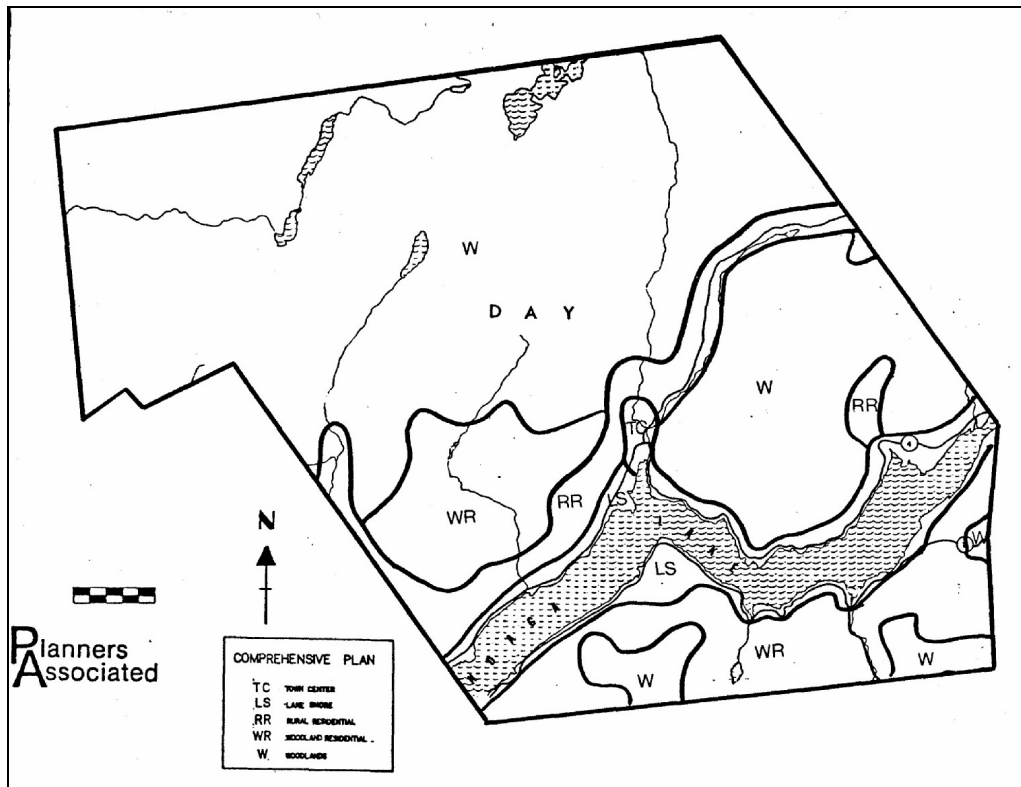 W
D A Y
W
RR
TC
4
LS
RR
WR
W
LS
WR
W
W
N
Planners
Associated
COMPREHENSIVE PLAN
TC TOWN CENTER
LS LAKE SHORE
RR RURAL RESIDENTIAL
WR WOODLAND RESIDENTIAL
W WOODLANDS